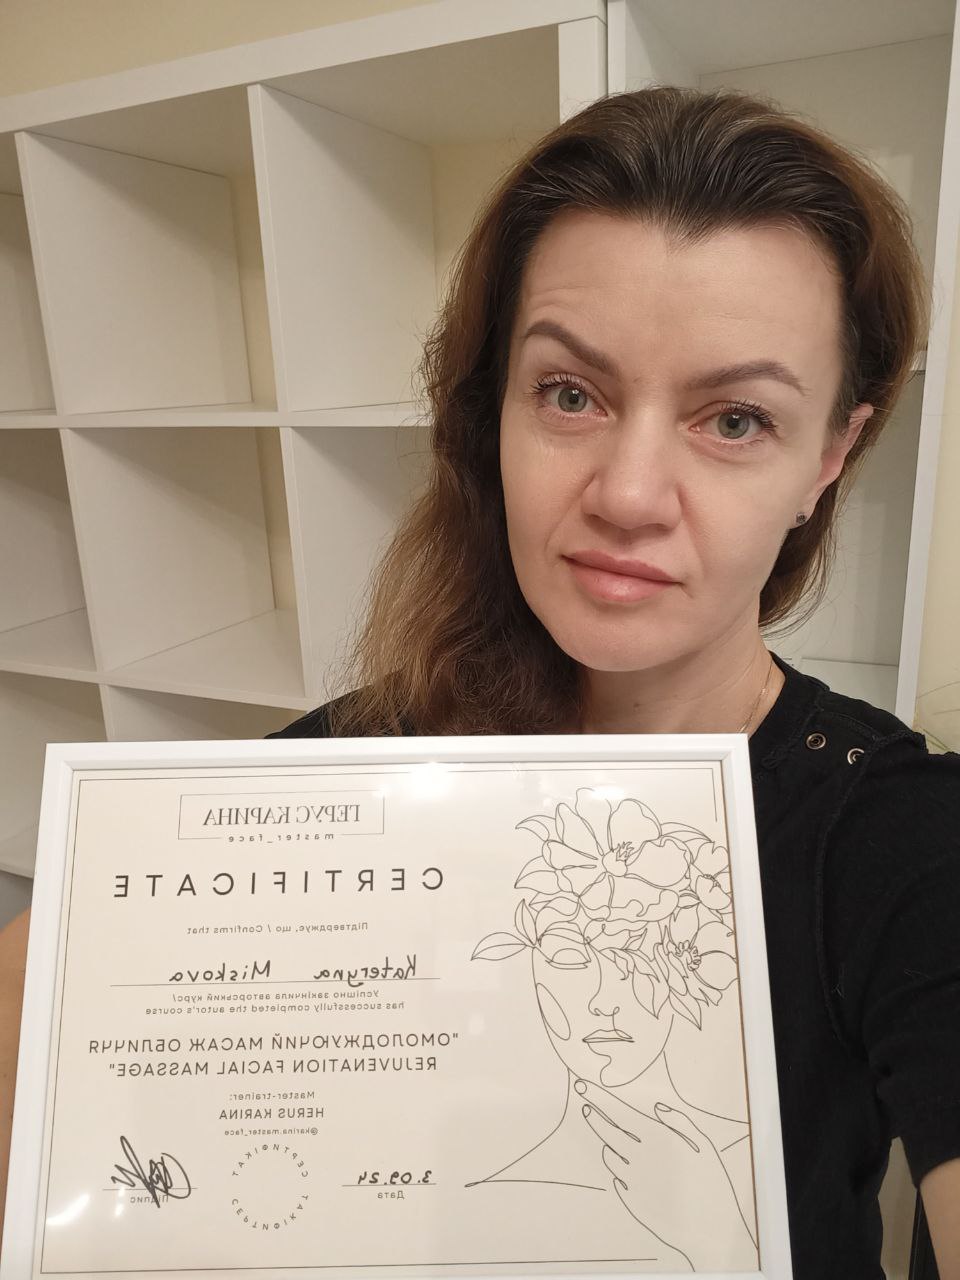 ГЕРУС КАРИНА
master_face
CERTIFICATE
Підтверджує, що / Confirms that
Kateryna Miskova
Успішно закінчила авторський курс/
has successfully completed the autor's course
"ОМОЛОДЖУЮЧИЙ МАСАЖ ОБЛИЧЧЯ
REJUVENATION FACIAL MASSAGE"
Master-trainer:
HERUS KARINA
@karina.master_face
3.09.24
Дата
СЕРТИФІКАТ
Підпис